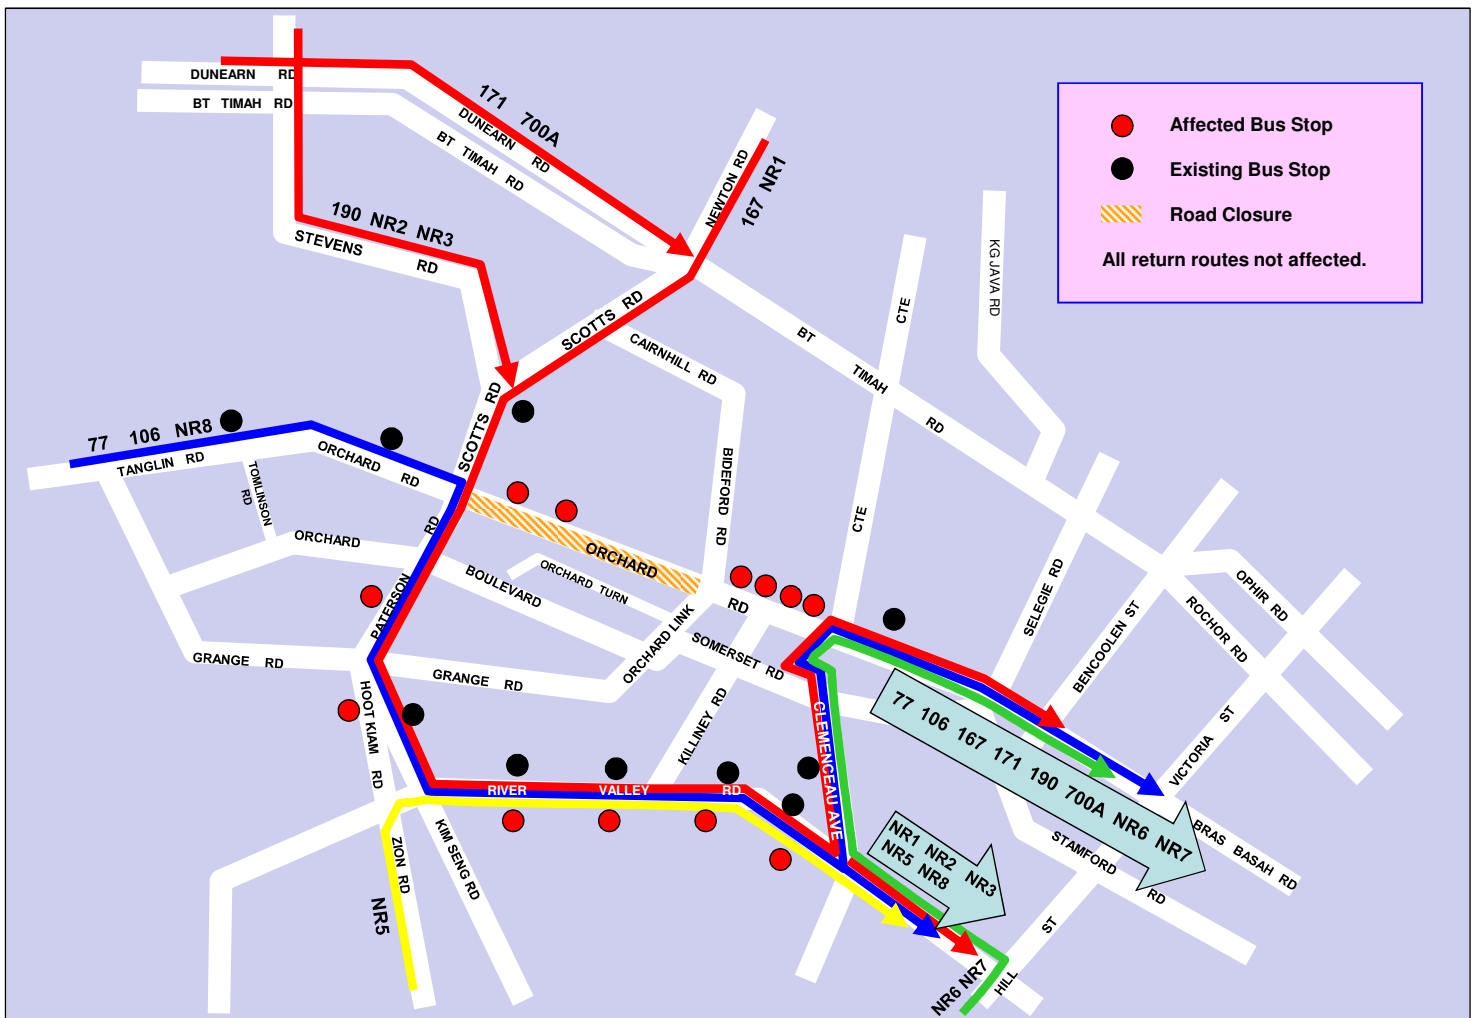 DUNEARN RD
BT TIMAH RD
171 700A
DUNEARN RD
BT TIMAH RD
NEWTON RD
167 NR1
190 NR2 NR3
STEVENS RD
SCOTTS RD
CAIRNHILL RD
SCOTTS RD
BIDEFORD RD
BT TIMAH RD
CTE
CTE
KG JAVA RD
Affected Bus Stop
Existing Bus Stop
Road Closure
All return routes not affected.
77 106 NR8
TANGLIN RD
TOMLINSON
RD
ORCHARD RD
ORCHARD
BOULEVARD
PATERSON RD
ORCHARD RD
ORCHARD TURN
ORCHARD LINK
SOMERSET RD
GRANGE RD
GRANGE RD
KILLINEY RD
HOOT KIAM RD
RIVER VALLEY RD
CLEMENCEAU AVE
ZION RD
KIM SENG RD
NR5
SELEGIE RD
BENCOOLEN ST
ROCHOR RD
OPHIR RD
VICTORIA ST
77 106 167 171 190 700A NR6 NR7
BRAS BASAH RD
STAMFORD RD
NR1 NR2 NR3
NR5 NR8
NR6 NR7
HILL ST